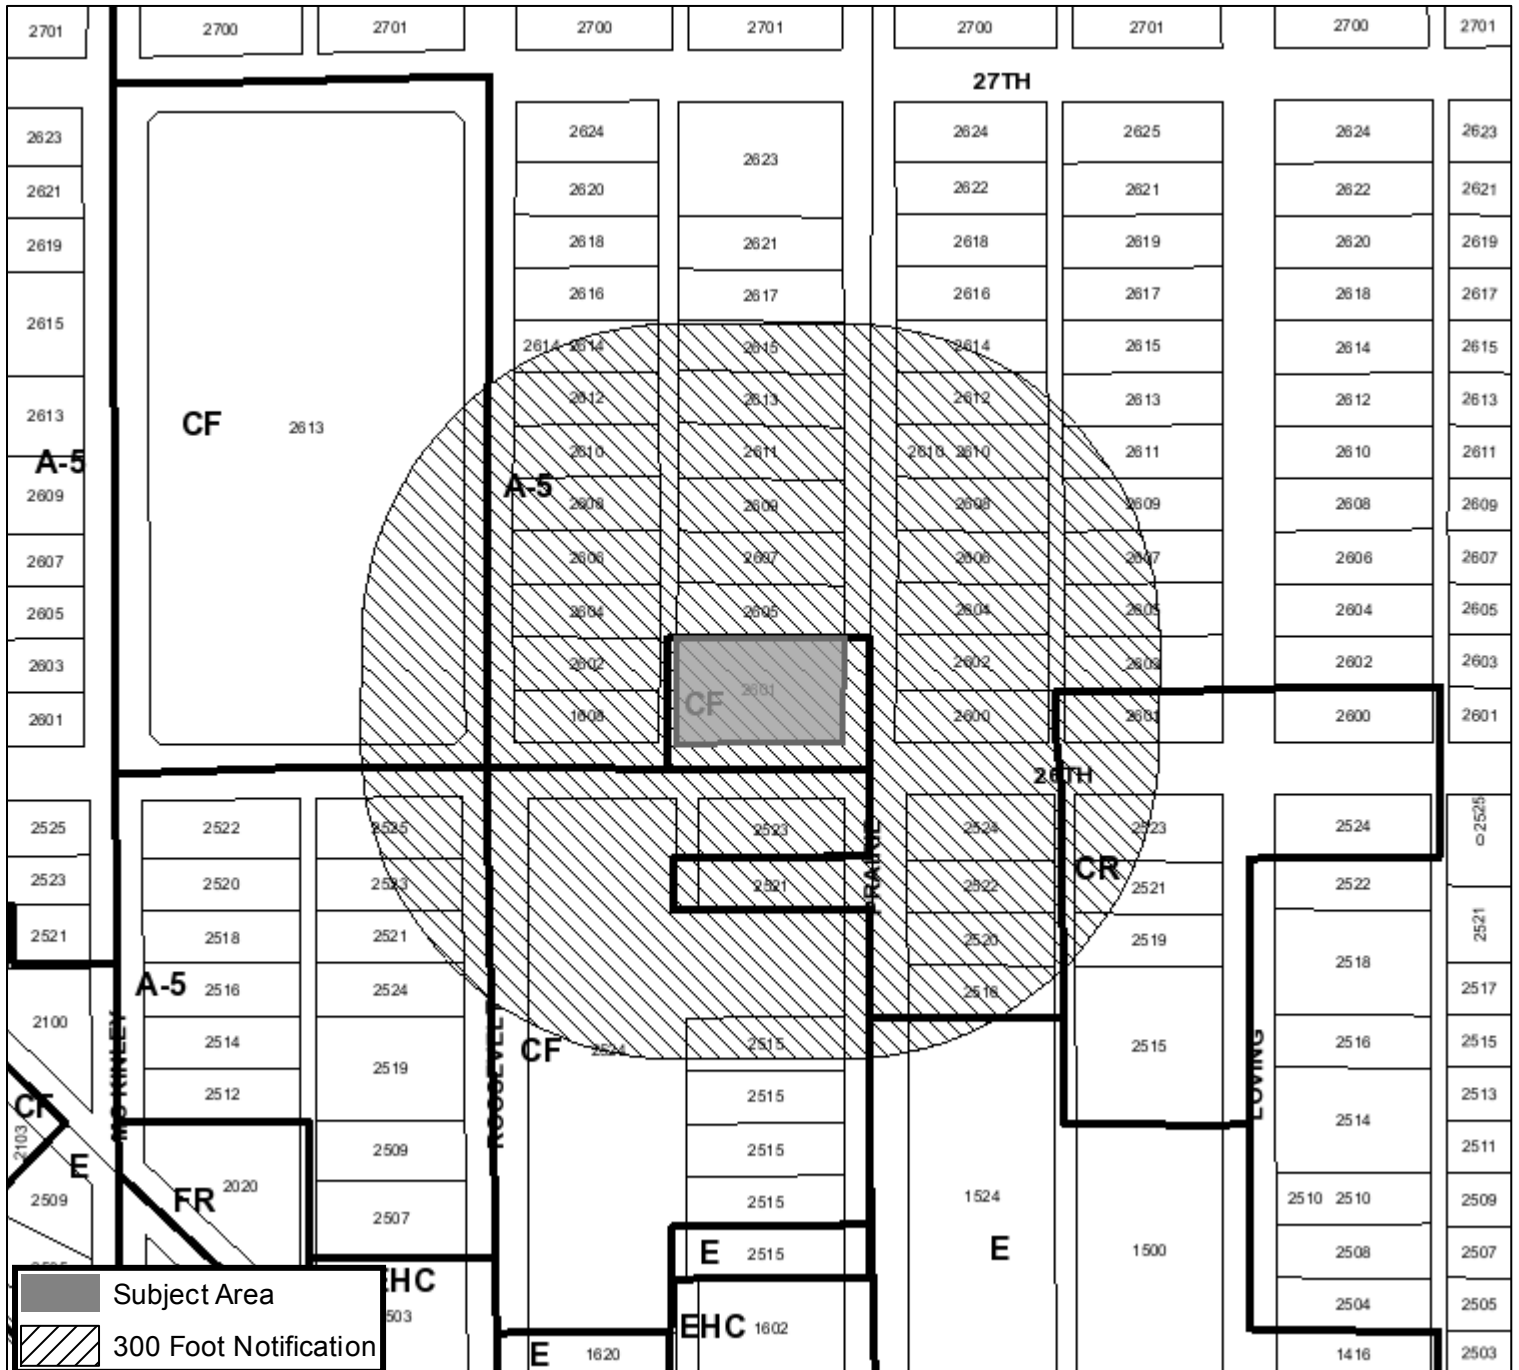 2701 2700 2701 2700 2701 2700 2701 2700 2701
27TH
2624 2624 2625 2624 2623
2623 2623
2621 2620 2622 2621 2622 2621
2619 2618 2621 2618 2619 2620 2619
2616 2617 2616 2617 2618 2617
2615 2614 2614 2615 2614 2615 2614 2615
2613 2612 2613 2612 2613 2612 2613
CF 2613
A-5 2610 2611 2610 2610 2611 2610 2611
A-5
2609 2608 2609 2608 2609 2608 2609
2607 2606 2607 2606 2607 2606 2607
2605 2604 2605 2604 2605 2604 2605
2603 2602 2602 2603 2602 2603
CF 2601
2601 1608 2600 2601 2600 2601
26TH
2525 2522 2525 2523 2524 2523 2524 2525
PRAIRIE
CR
2523 2520 2523 2521 2522 2521 2522
2521 2518 2521 2520 2519 2521
2518
A-5 2516 2524 2516 2517
2100 2514 CF 2524 2515 2515 2516 2515
MC KINLEY ROOSEVELT LOVING
2519
2512 2515 2513
CF 2514
2103 2509 2515 2511
E
2509 FR 2020 2515 1524 2510 2510 2509
2507
E 2515 E 1500 2508 2507
EHC
Subject Area
2504 2505
EHC 1602
300 Foot Notification
E 1620 1416 2503